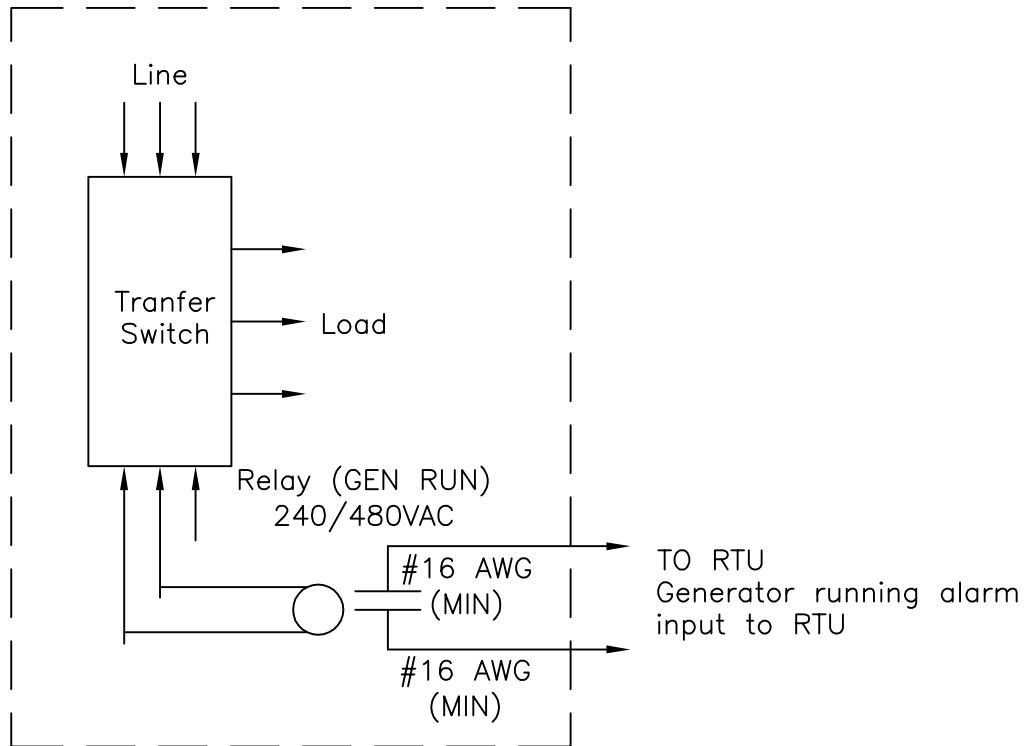 Line
Tranfer
Switch
Load
Relay (GEN RUN)
240/480VAC
#16 AWG
(MIN)
TO RTU
Generator running alarm
input to RTU
#16 AWG
(MIN)